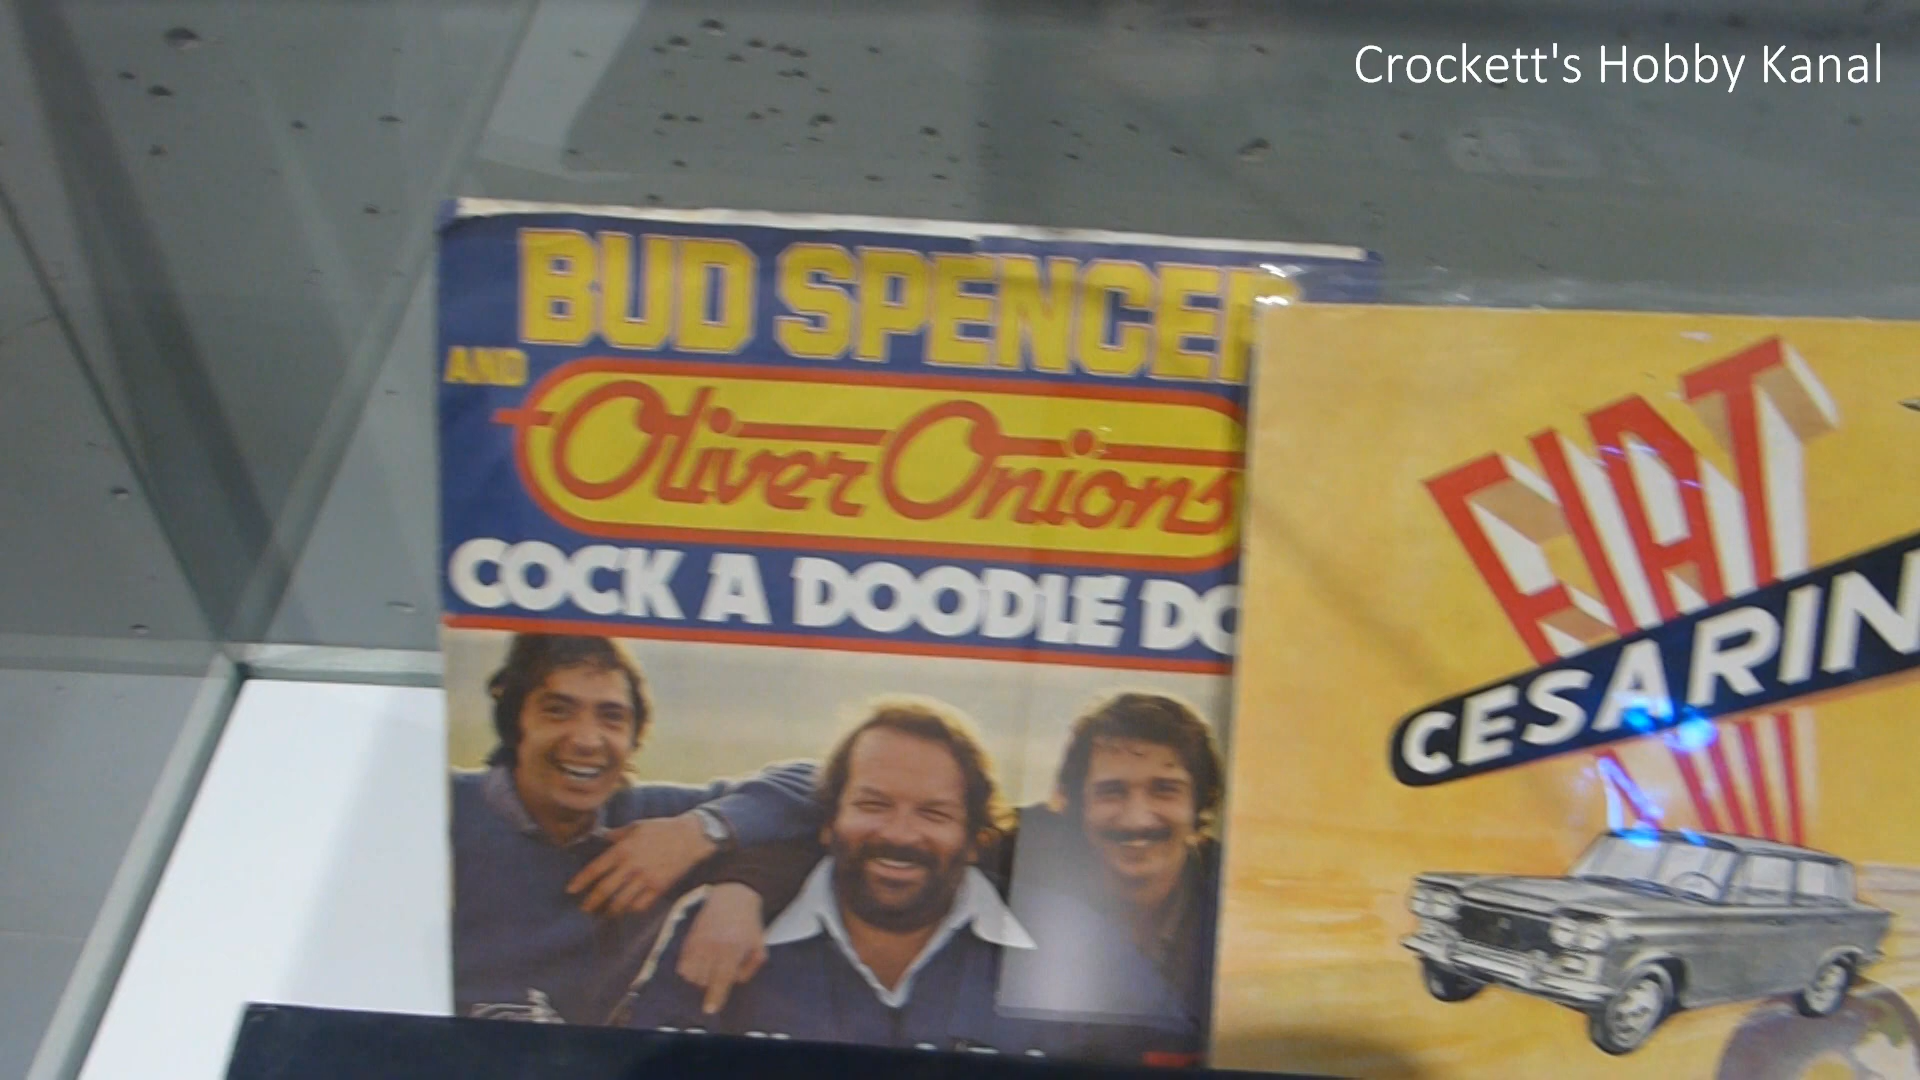 Crockett's Hobby Kanal
BUD SPENCER
AND
Oliver Onions
COCK A DOODLE DO
FIAT
CESARIN